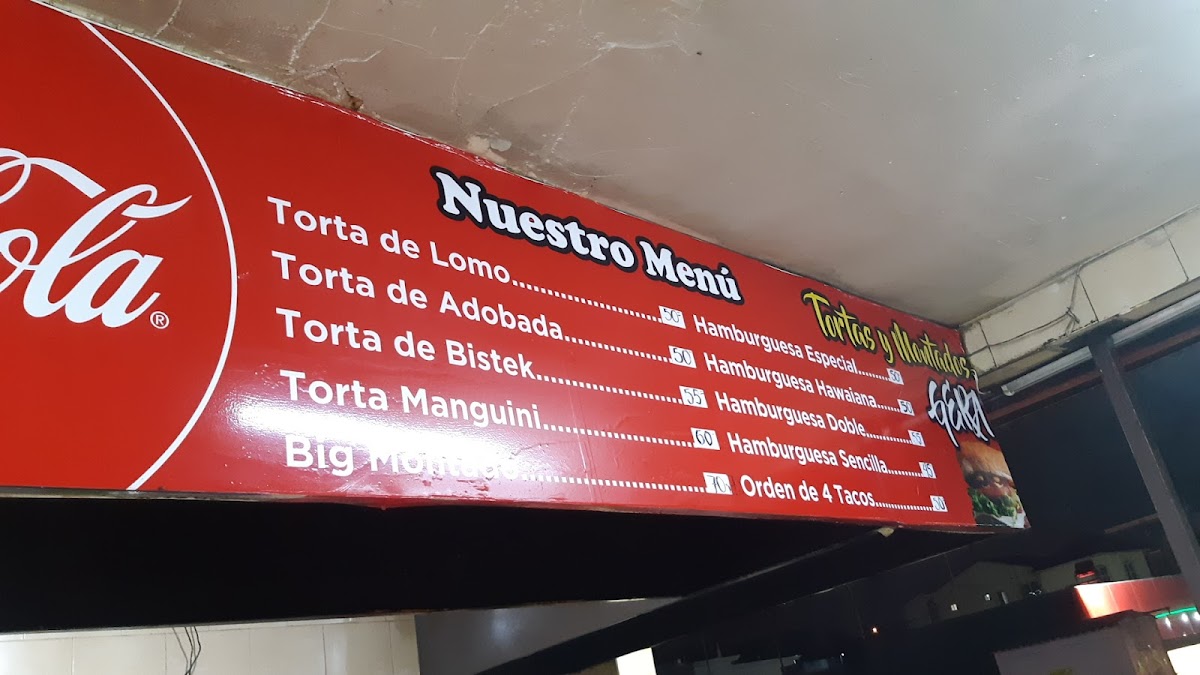 Cola®
Nuestro Menú
Torta de Lomo........................50
Torta de Adobada................50
Torta de Bistek......................55
Torta Manguini......................60
Big Montado............................70
Hamburguesa Especial.........50
Hamburguesa Hawaiana.......50
Hamburguesa Doble.............
Hamburguesa Sencilla.........45
Orden de 4 Tacos................50
Tortas y Montados